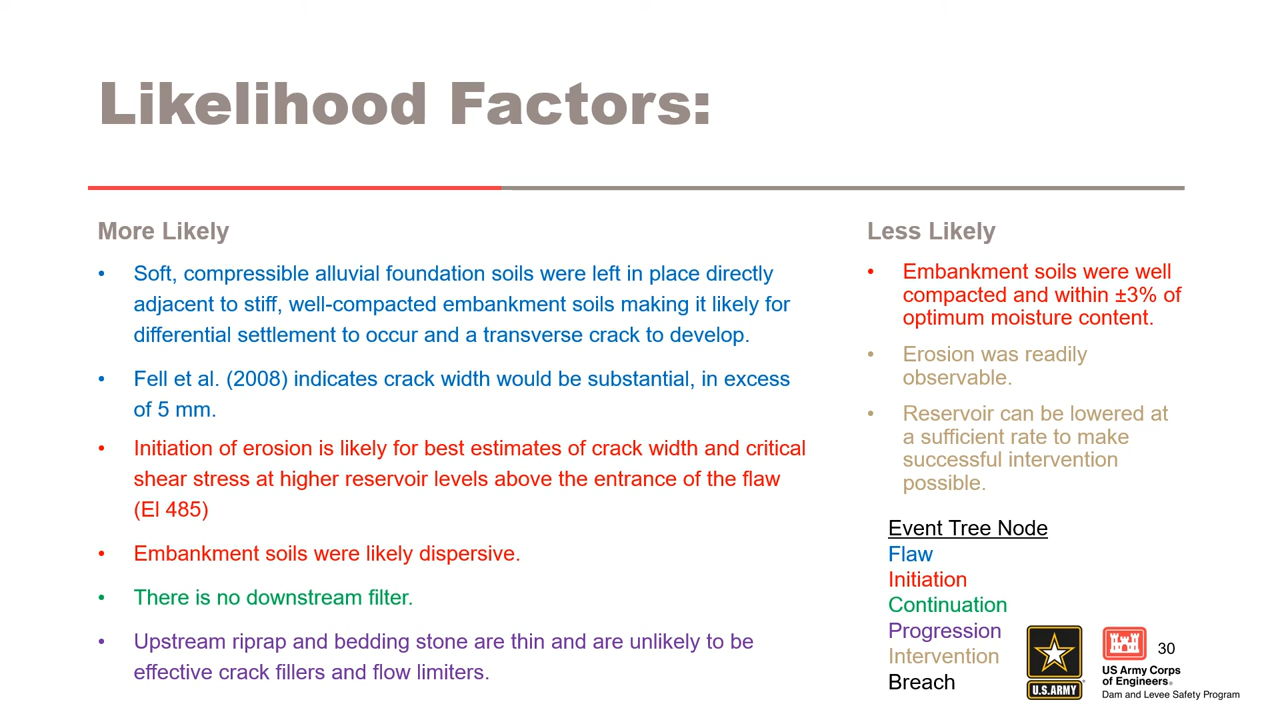 Likelihood Factors:
More Likely
• Soft, compressible alluvial foundation soils were left in place directly
adjacent to stiff, well-compacted embankment soils making it likely for
differential settlement to occur and a transverse crack to develop.
• Fell et al. (2008) indicates crack width would be substantial, in excess
of 5 mm.
• Initiation of erosion is likely for best estimates of crack width and critical
shear stress at higher reservoir levels above the entrance of the flaw
(El 485)
• Embankment soils were likely dispersive.
• There is no downstream filter.
• Upstream riprap and bedding stone are thin and are unlikely to be
effective crack fillers and flow limiters.
Less Likely
• Embankment soils were well
compacted and within ±3% of
optimum moisture content.
• Erosion was readily
observable.
• Reservoir can be lowered at
a sufficient rate to make
successful intervention
possible.
Event Tree Node
Flaw
Initiation
Continuation
Progression
Intervention
Breach
U.S.ARMY
US Army Corps
of Engineers®
Dam and Levee Safety Program
30